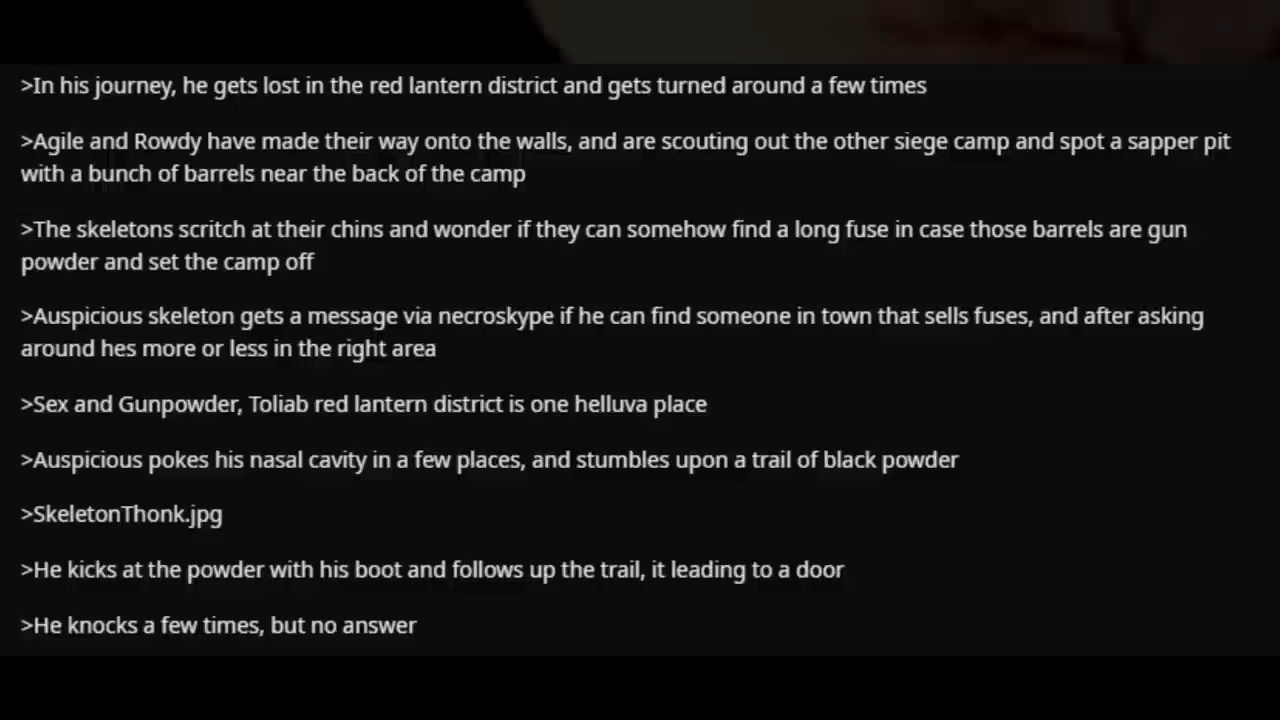 >In his journey, he gets lost in the red lantern district and gets turned around a few times
>Agile and Rowdy have made their way onto the walls, and are scouting out the other siege camp and spot a sapper pit
with a bunch of barrels near the back of the camp
>The skeletons scritch at their chins and wonder if they can somehow find a long fuse in case those barrels are gun
powder and set the camp off
>Auspicious skeleton gets a message via necroskype if he can find someone in town that sells fuses, and after asking
around hes more or less in the right area
>Sex and Gunpowder, Toliab red lantern district is one helluva place
>Auspicious pokes his nasal cavity in a few places, and stumbles upon a trail of black powder
>SkeletonThonk.jpg
>He kicks at the powder with his boot and follows up the trail, it leading to a door
>He knocks a few times, but no answer